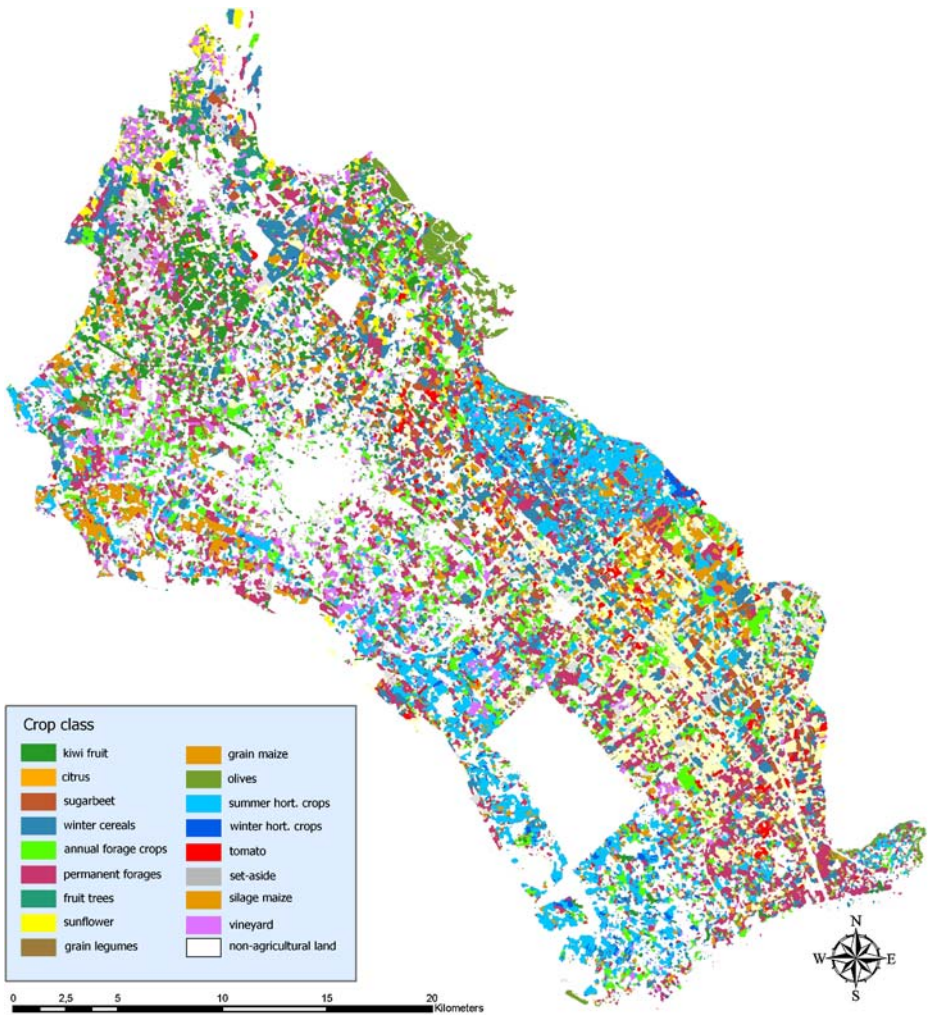 Crop class
kiwi fruit
citrus
sugarbeet
winter cereals
annual forage crops
permanent forages
fruit trees
sunflower
grain legumes
grain maize
olives
summer hort. crops
winter hort. crops
tomato
set-aside
silage maize
vineyard
non-agricultural land
N
W E
S
0 2,5 5 10 15 20
Kilometers